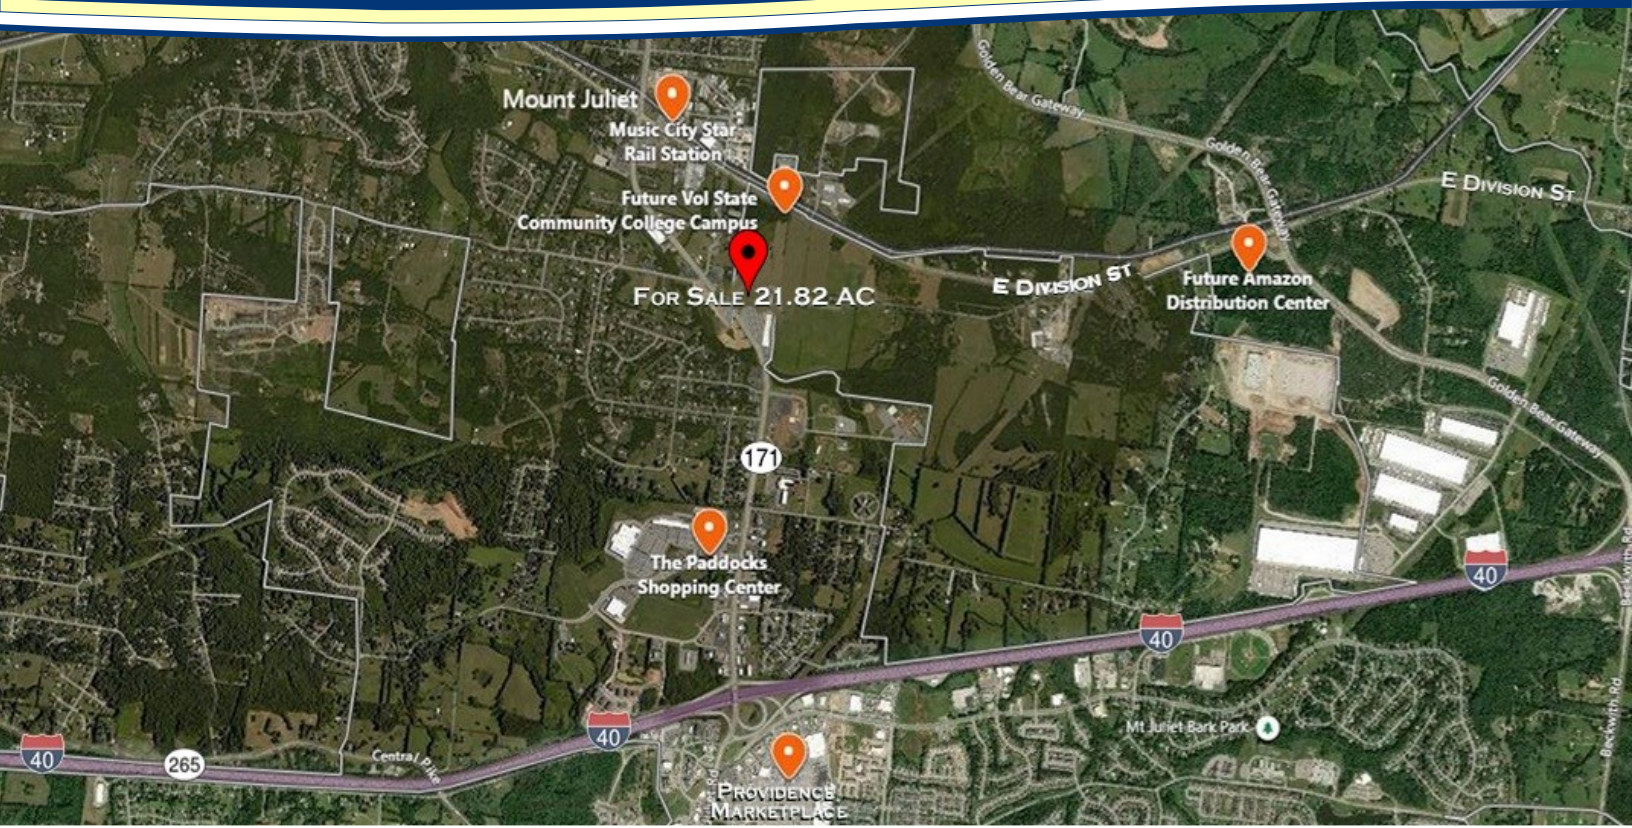 Golden Bear Gateway
Mount Juliet
Music City Star
Rail Station
Golden Bear Gateway
E Division St
Future Vol State
Community College Campus
E Division St
Future Amazon
Distribution Center
For Sale 21.82 AC
Golden Bear Gateway
171
The Paddocks
Shopping Center
40
40
Beckwith Rd
40
Mt Juliet Bark Park
Beckwith Rd
40
265
Central Pike
Rd
Providence
Marketplace